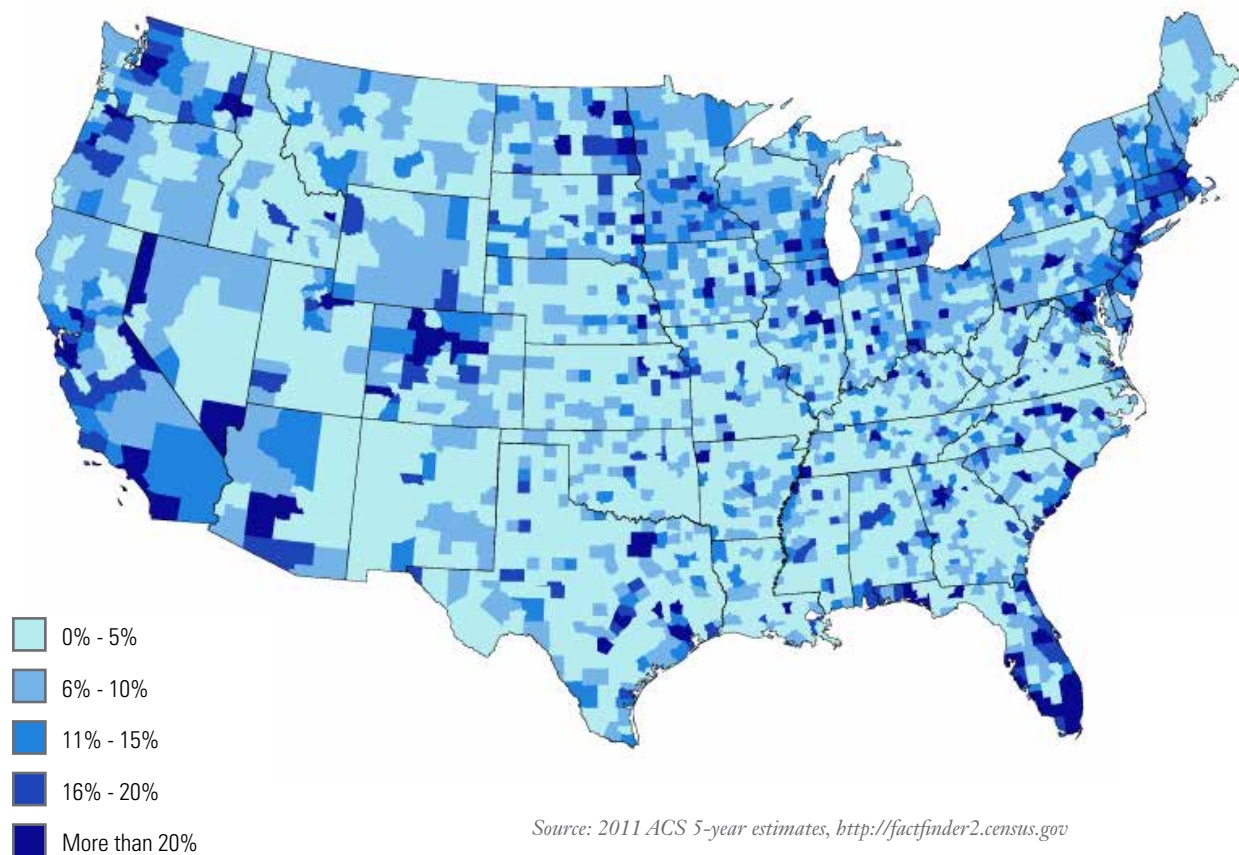 0% - 5%
6% - 10%
11% - 15%
16% - 20%
More than 20%
Source: 2011 ACS 5-year estimates, http://factfinder2.census.gov